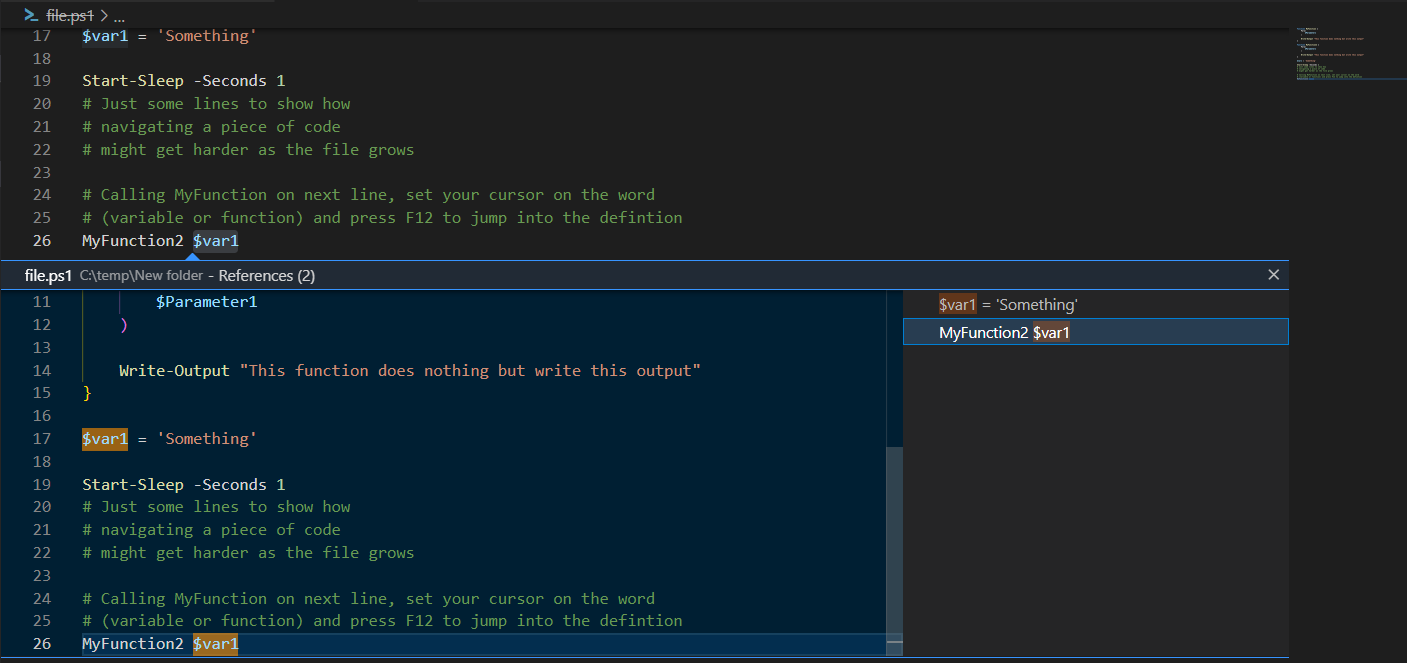 file.ps1 > ...
17 $var1 = 'Something'
18
19 Start-Sleep -Seconds 1
20 # Just some lines to show how
21 # navigating a piece of code
22 # might get harder as the file grows
23
24 # Calling MyFunction on next line, set your cursor on the word
25 # (variable or function) and press F12 to jump into the defintion
26 MyFunction2 $var1
file.ps1 C:\temp\New folder - References (2)
11 $Parameter1
12 )
13
14 Write-Output "This function does nothing but write this output"
15 }
16
17 $var1 = 'Something'
18
19 Start-Sleep -Seconds 1
20 # Just some lines to show how
21 # navigating a piece of code
22 # might get harder as the file grows
23
24 # Calling MyFunction on next line, set your cursor on the word
25 # (variable or function) and press F12 to jump into the defintion
26 MyFunction2 $var1
$var1 = 'Something'
MyFunction2 $var1